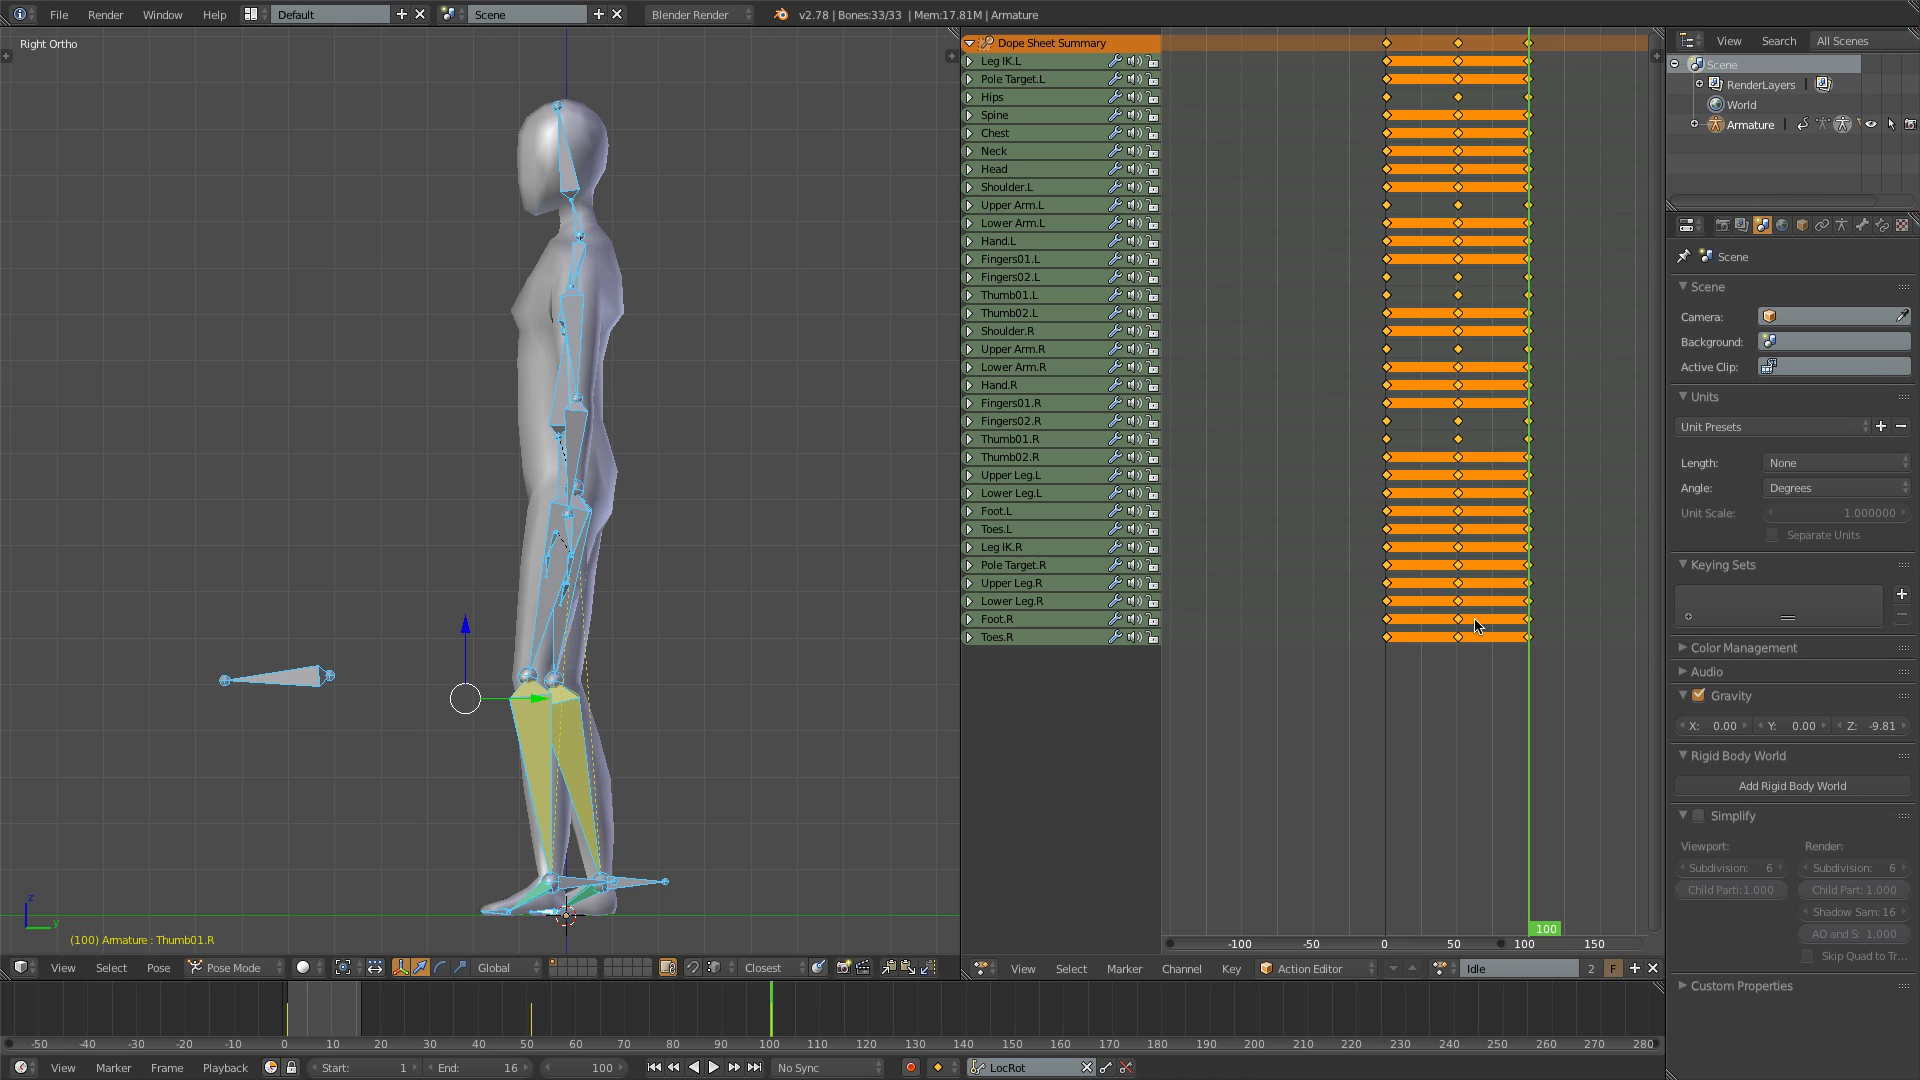 File Render Window Help Default Scene Blender Render v2.78 | Bones:33/33 | Mem:17.81M | Armature
Right Ortho
(100) Armature : Thumb01.R
z
y
View Select Pose Pose Mode Global Closest
Dope Sheet Summary
Leg IK.L
Pole Target.L
Hips
Spine
Chest
Neck
Head
Shoulder.L
Upper Arm.L
Lower Arm.L
Hand.L
Fingers01.L
Fingers02.L
Thumb01.L
Thumb02.L
Shoulder.R
Upper Arm.R
Lower Arm.R
Hand.R
Fingers01.R
Fingers02.R
Thumb01.R
Thumb02.R
Upper Leg.L
Lower Leg.L
Foot.L
Toes.L
Leg IK.R
Pole Target.R
Upper Leg.R
Lower Leg.R
Foot.R
Toes.R
100
-100 -50 0 50 100 150
View Select Marker Channel Key Action Editor Idle 2 F
View Search All Scenes
Scene
RenderLayers
World
Armature
Scene
Scene
Camera:
Background:
Active Clip:
Units
Unit Presets
Length: None
Angle: Degrees
Unit Scale: 1.000000
Separate Units
Keying Sets
Color Management
Audio
Gravity
X: 0.00 Y: 0.00 Z: -9.81
Rigid Body World
Add Rigid Body World
Simplify
Viewport: Render:
Subdivision: 6 Subdivision: 6
Child Parti:1.000 Child Part: 1.000
Shadow Sam:16
AO and S: 1.000
Skip Quad to Tr...
Custom Properties
-50 -40 -30 -20 -10 0 10 20 30 40 50 60 70 80 90 100 110 120 130 140 150 160 170 180 190 200 210 220 230 240 250 260 270 280
View Marker Frame Playback Start: 1 End: 16 100 No Sync LocRot